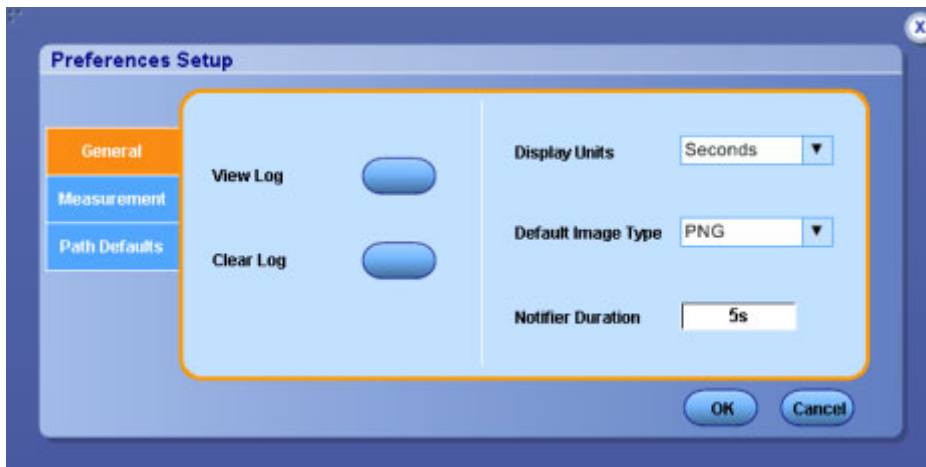 X
Preferences Setup
General
Measurement
Path Defaults
View Log
Clear Log
Display Units
Seconds
Default Image Type
PNG
Notifier Duration
5s
OK
Cancel